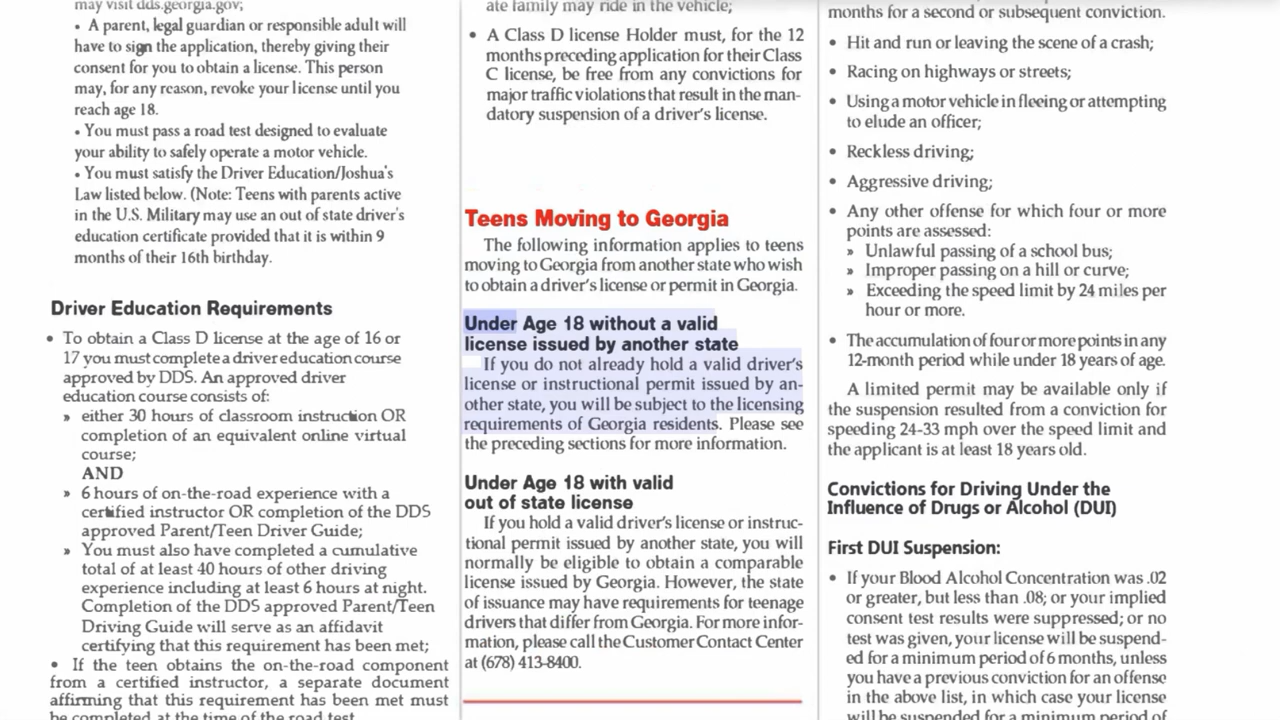 may visit dds.georgia.gov;
• A parent, legal guardian or responsible adult will
have to sign the application, thereby giving their
consent for you to obtain a license. This person
may, for any reason, revoke your license until you
reach age 18.
• You must pass a road test designed to evaluate
your ability to safely operate a motor vehicle.
• You must satisfy the Driver Education/Joshua's
Law listed below. (Note: Teens with parents active
in the U.S. Military may use an out of state driver's
education certificate provided that it is within 9
months of their 16th birthday.
Driver Education Requirements
• To obtain a Class D license at the age of 16 or
17 you must complete a driver education course
approved by DDS. An approved driver
education course consists of:
» either 30 hours of classroom instruction OR
completion of an equivalent online virtual
course;
AND
» 6 hours of on-the-road experience with a
certified instructor OR completion of the DDS
approved Parent/Teen Driver Guide;
» You must also have completed a cumulative
total of at least 40 hours of other driving
experience including at least 6 hours at night.
Completion of the DDS approved Parent/Teen
Driving Guide will serve as an affidavit
certifying that this requirement has been met;
• If the teen obtains the on-the-road component
from a certified instructor, a separate document
affirming that this requirement has been met must
be completed at the time of the road test
ate family may ride in the vehicle;
• A Class D license Holder must, for the 12
months preceding application for their Class
C license, be free from any convictions for
major traffic violations that result in the man-
datory suspension of a driver's license.
Teens Moving to Georgia
The following information applies to teens
moving to Georgia from another state who wish
to obtain a driver's license or permit in Georgia.
Under Age 18 without a valid
license issued by another state
If you do not already hold a valid driver's
license or instructional permit issued by an-
other state, you will be subject to the licensing
requirements of Georgia residents. Please see
the preceding sections for more information.
Under Age 18 with valid
out of state license
If you hold a valid driver's license or instruc-
tional permit issued by another state, you will
normally be eligible to obtain a comparable
license issued by Georgia. However, the state
of issuance may have requirements for teenage
drivers that differ from Georgia. For more infor-
mation, please call the Customer Contact Center
at (678) 413-8400.
months for a second or subsequent conviction.
• Hit and run or leaving the scene of a crash;
• Racing on highways or streets;
• Using a motor vehicle in fleeing or attempting
to elude an officer;
• Reckless driving;
• Aggressive driving;
• Any other offense for which four or more
points are assessed:
» Unlawful passing of a school bus;
» Improper passing on a hill or curve;
» Exceeding the speed limit by 24 miles per
hour or more.
• The accumulation of four or more points in any
12-month period while under 18 years of age.
A limited permit may be available only if
the suspension resulted from a conviction for
speeding 24-33 mph over the speed limit and
the applicant is at least 18 years old.
Convictions for Driving Under the
Influence of Drugs or Alcohol (DUI)
First DUI Suspension:
• If your Blood Alcohol Concentration was .02
or greater, but less than .08; or your implied
consent test results were suppressed; or no
test was given, your license will be suspend-
ed for a minimum period of 6 months, unless
you have a previous conviction for an offense
in the above list, in which case your license
will be suspended for a minimum period of